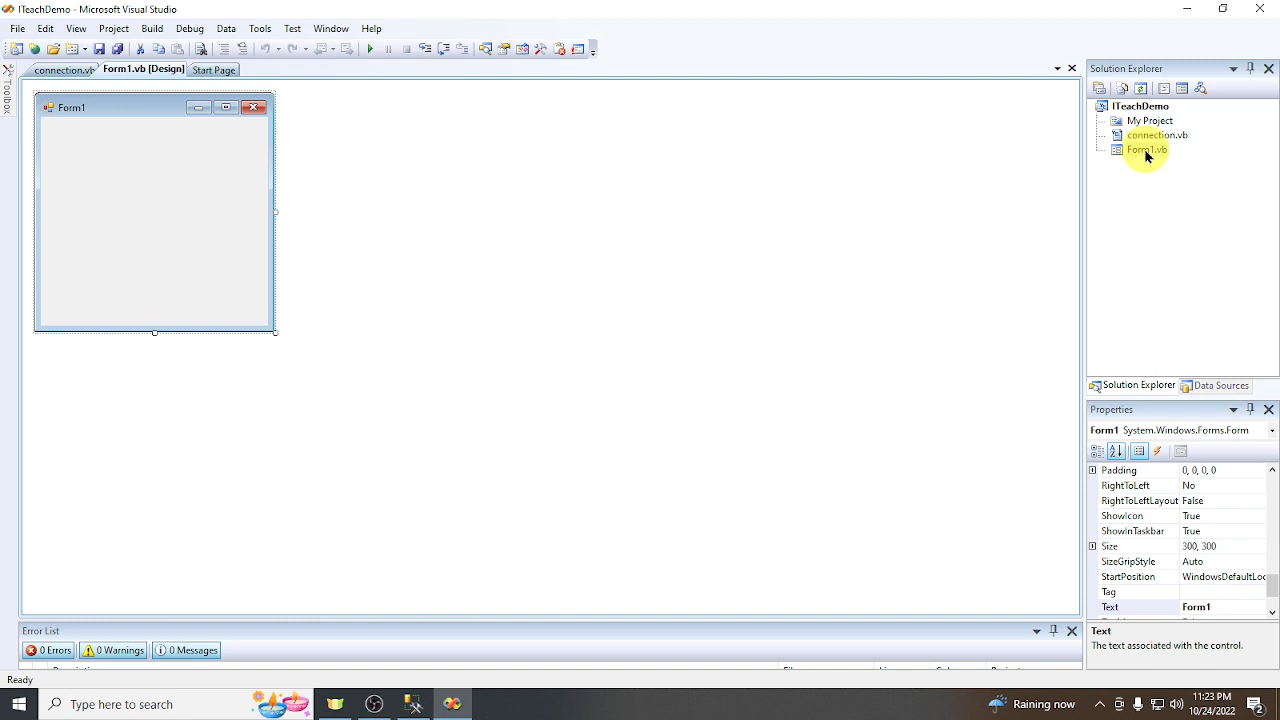 ITeachDemo - Microsoft Visual Studio
File Edit View Project Build Debug Data Tools Test Window Help
connection.vb Form1.vb [Design] Start Page
Form1
Toolbox
Solution Explorer
ITeachDemo
My Project
connection.vb
Form1.vb
Solution Explorer Data Sources
Properties
Form1 System.Windows.Forms.Form
Padding 0, 0, 0, 0
RightToLeft No
RightToLeftLayout False
ShowIcon True
ShowInTaskbar True
Size 300, 300
SizeGripStyle Auto
StartPosition WindowsDefaultLoc
Tag
Text Form1
Text
The text associated with the control.
Error List
0 Errors 0 Warnings 0 Messages
Ready
Type here to search
Raining now
11:23 PM
10/24/2022
2